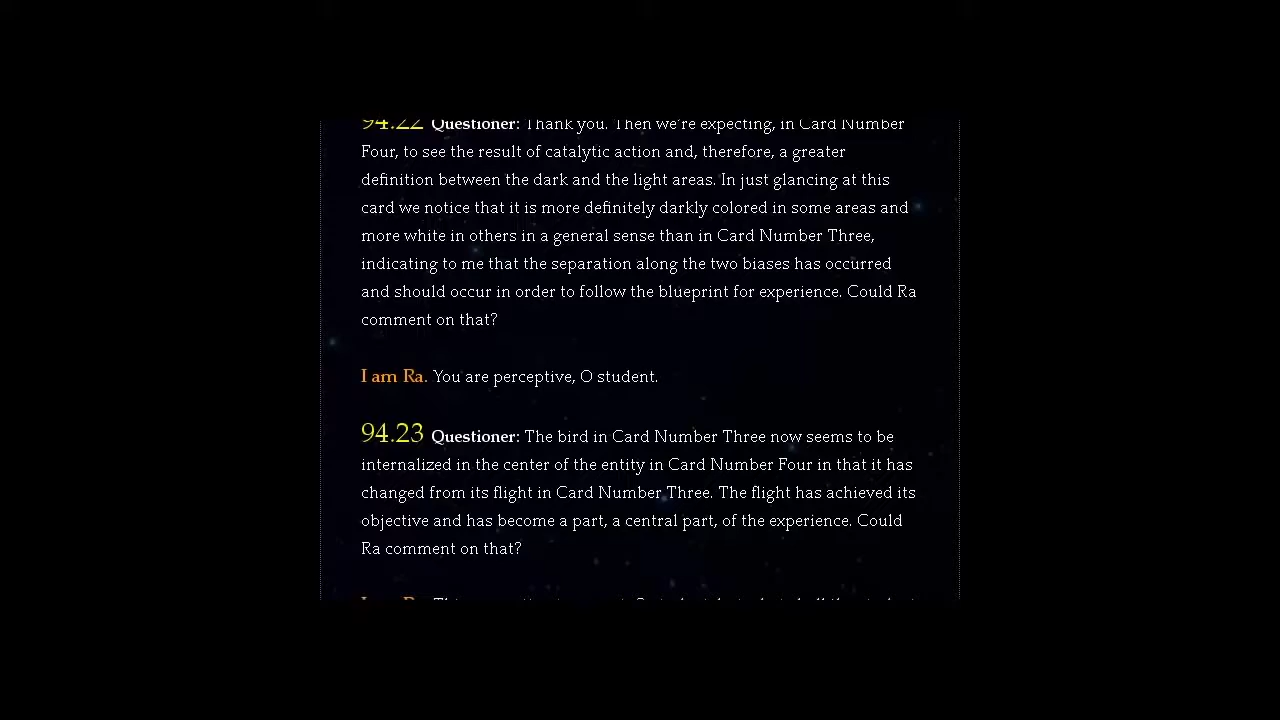 94.22 Questioner: Thank you. Then we're expecting, in Card Number
Four, to see the result of catalytic action and, therefore, a greater
definition between the dark and the light areas. In just glancing at this
card we notice that it is more definitely darkly colored in some areas and
more white in others in a general sense than in Card Number Three,
indicating to me that the separation along the two biases has occurred
and should occur in order to follow the blueprint for experience. Could Ra
comment on that?
I am Ra. You are perceptive, O student.
94.23 Questioner: The bird in Card Number Three now seems to be
internalized in the center of the entity in Card Number Four in that it has
changed from its flight in Card Number Three. The flight has achieved its
objective and has become a part, a central part, of the experience. Could
Ra comment on that?